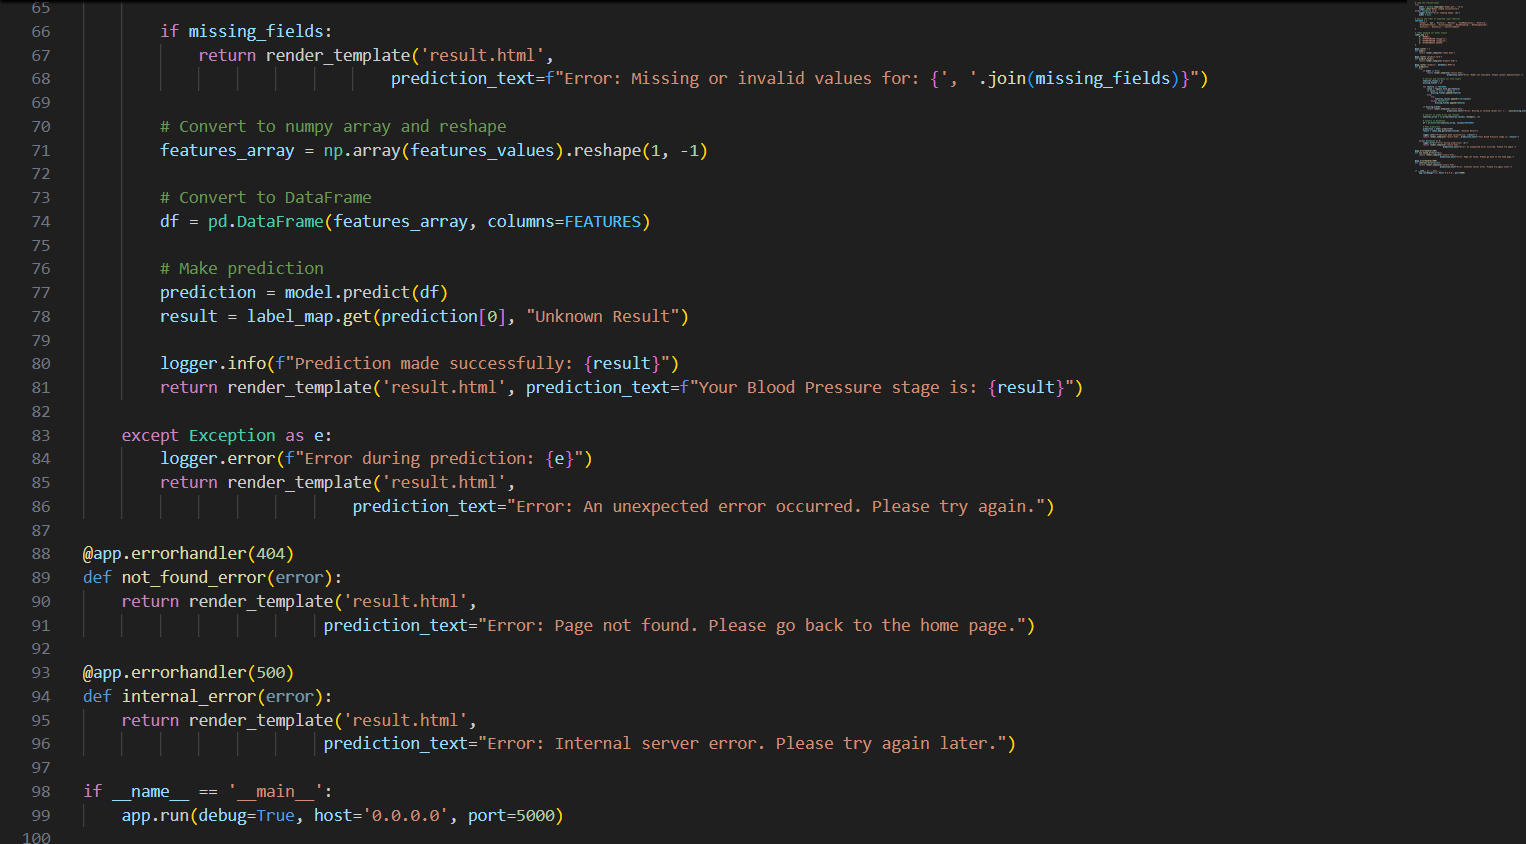 65
66 if missing_fields:
67 return render_template('result.html',
68 prediction_text=f"Error: Missing or invalid values for: {', '.join(missing_fields)}")
69
70 # Convert to numpy array and reshape
71 features_array = np.array(features_values).reshape(1, -1)
72
73 # Convert to DataFrame
74 df = pd.DataFrame(features_array, columns=FEATURES)
75
76 # Make prediction
77 prediction = model.predict(df)
78 result = label_map.get(prediction[0], "Unknown Result")
79
80 logger.info(f"Prediction made successfully: {result}")
81 return render_template('result.html', prediction_text=f"Your Blood Pressure stage is: {result}")
82
83 except Exception as e:
84 logger.error(f"Error during prediction: {e}")
85 return render_template('result.html',
86 prediction_text="Error: An unexpected error occurred. Please try again.")
87
88 @app.errorhandler(404)
89 def not_found_error(error):
90 return render_template('result.html',
91 prediction_text="Error: Page not found. Please go back to the home page.")
92
93 @app.errorhandler(500)
94 def internal_error(error):
95 return render_template('result.html',
96 prediction_text="Error: Internal server error. Please try again later.")
97
98 if __name__ == '__main__':
99 app.run(debug=True, host='0.0.0.0', port=5000)
100